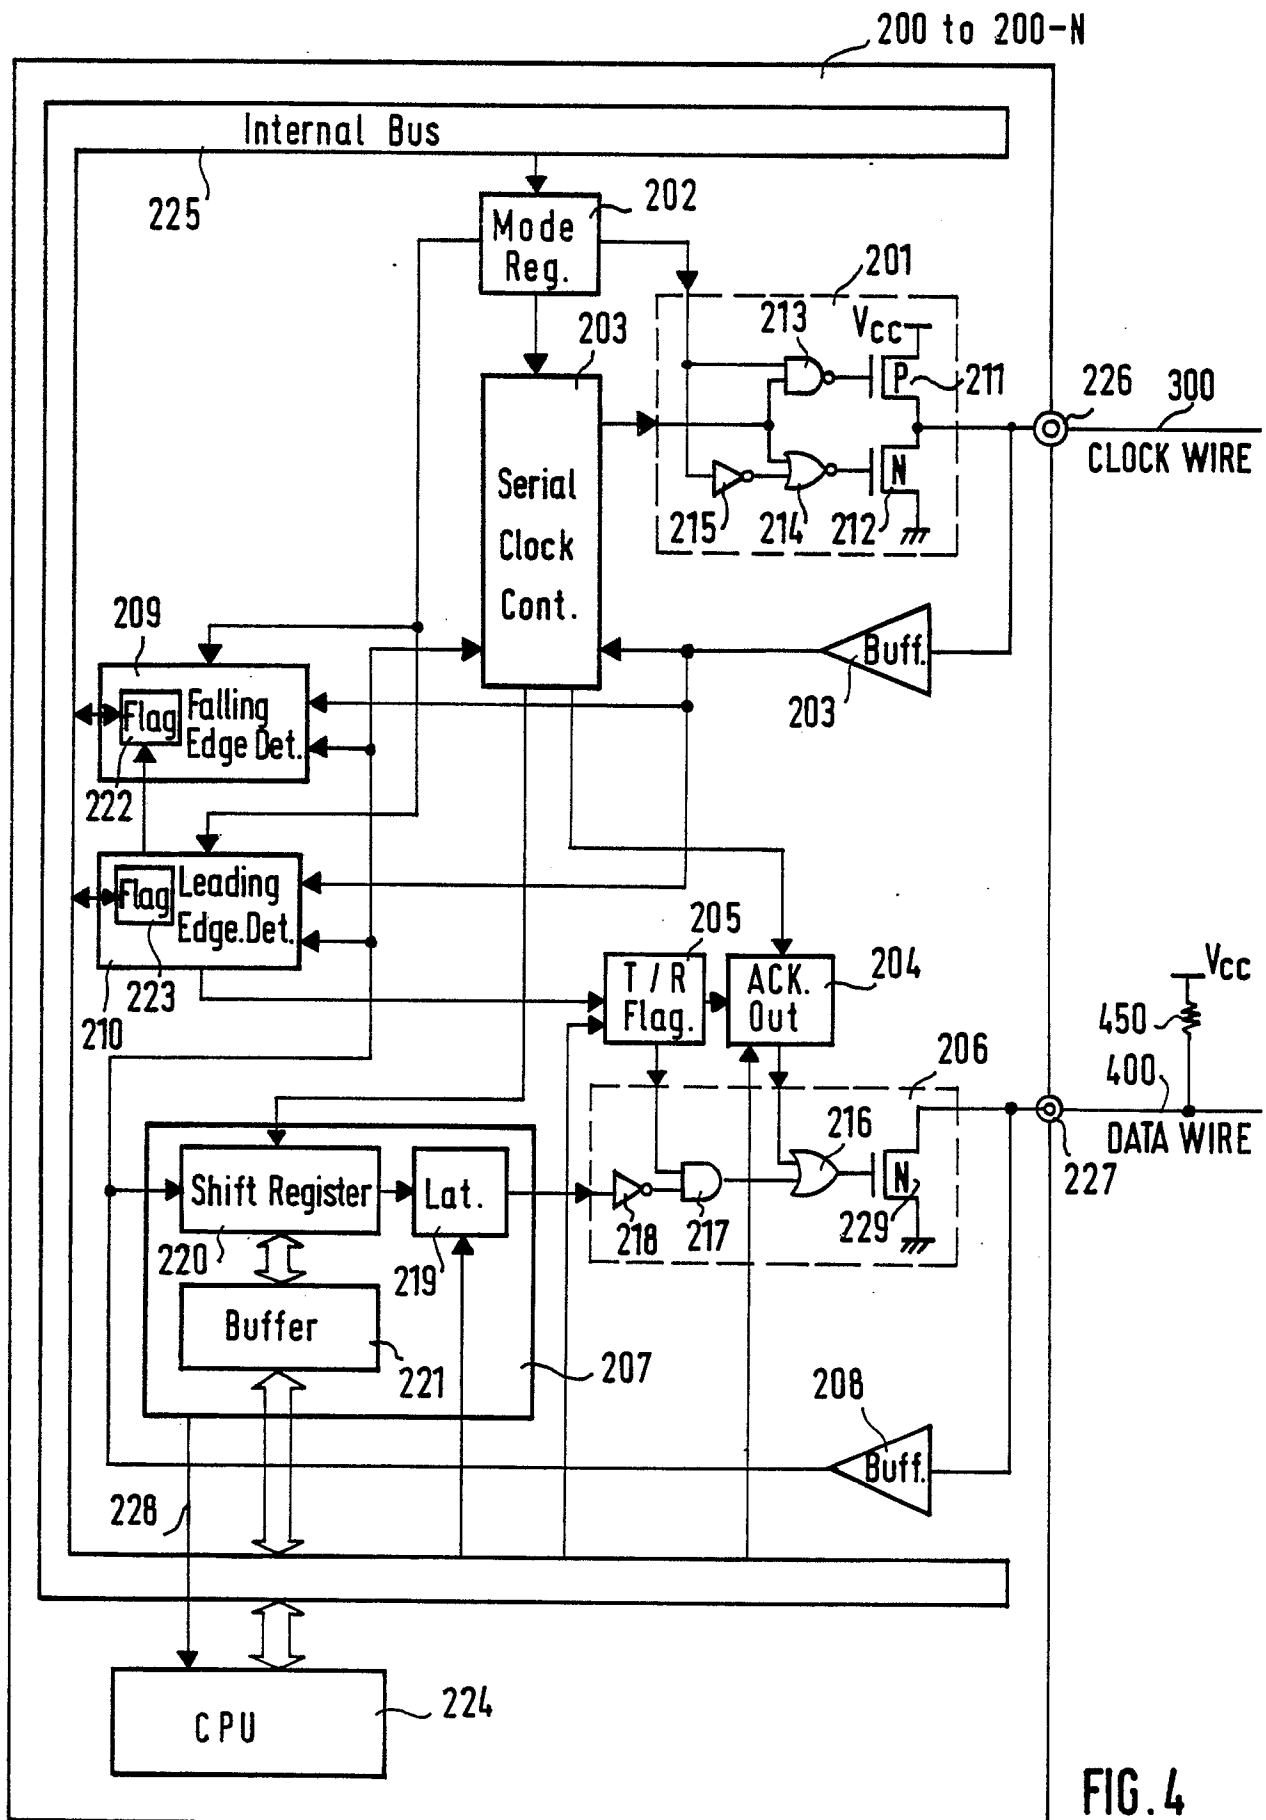 200 to 200-N
Internal Bus
225
202
Mode
Reg.
201
203
213
Vcc
P
211
226
300
CLOCK WIRE
Serial
Clock
Cont.
N
215
214
212
209
Flag
Falling
Edge Det.
222
Buff.
203
Flag
Leading
Edge.Det.
223
210
205
T / R
Flag.
ACK.
Out
204
Vcc
450
206
400
DATA WIRE
227
216
N
218
217
229
Shift Register
Lat.
220
219
Buffer
221
207
208
Buff.
228
CPU
224
FIG. 4